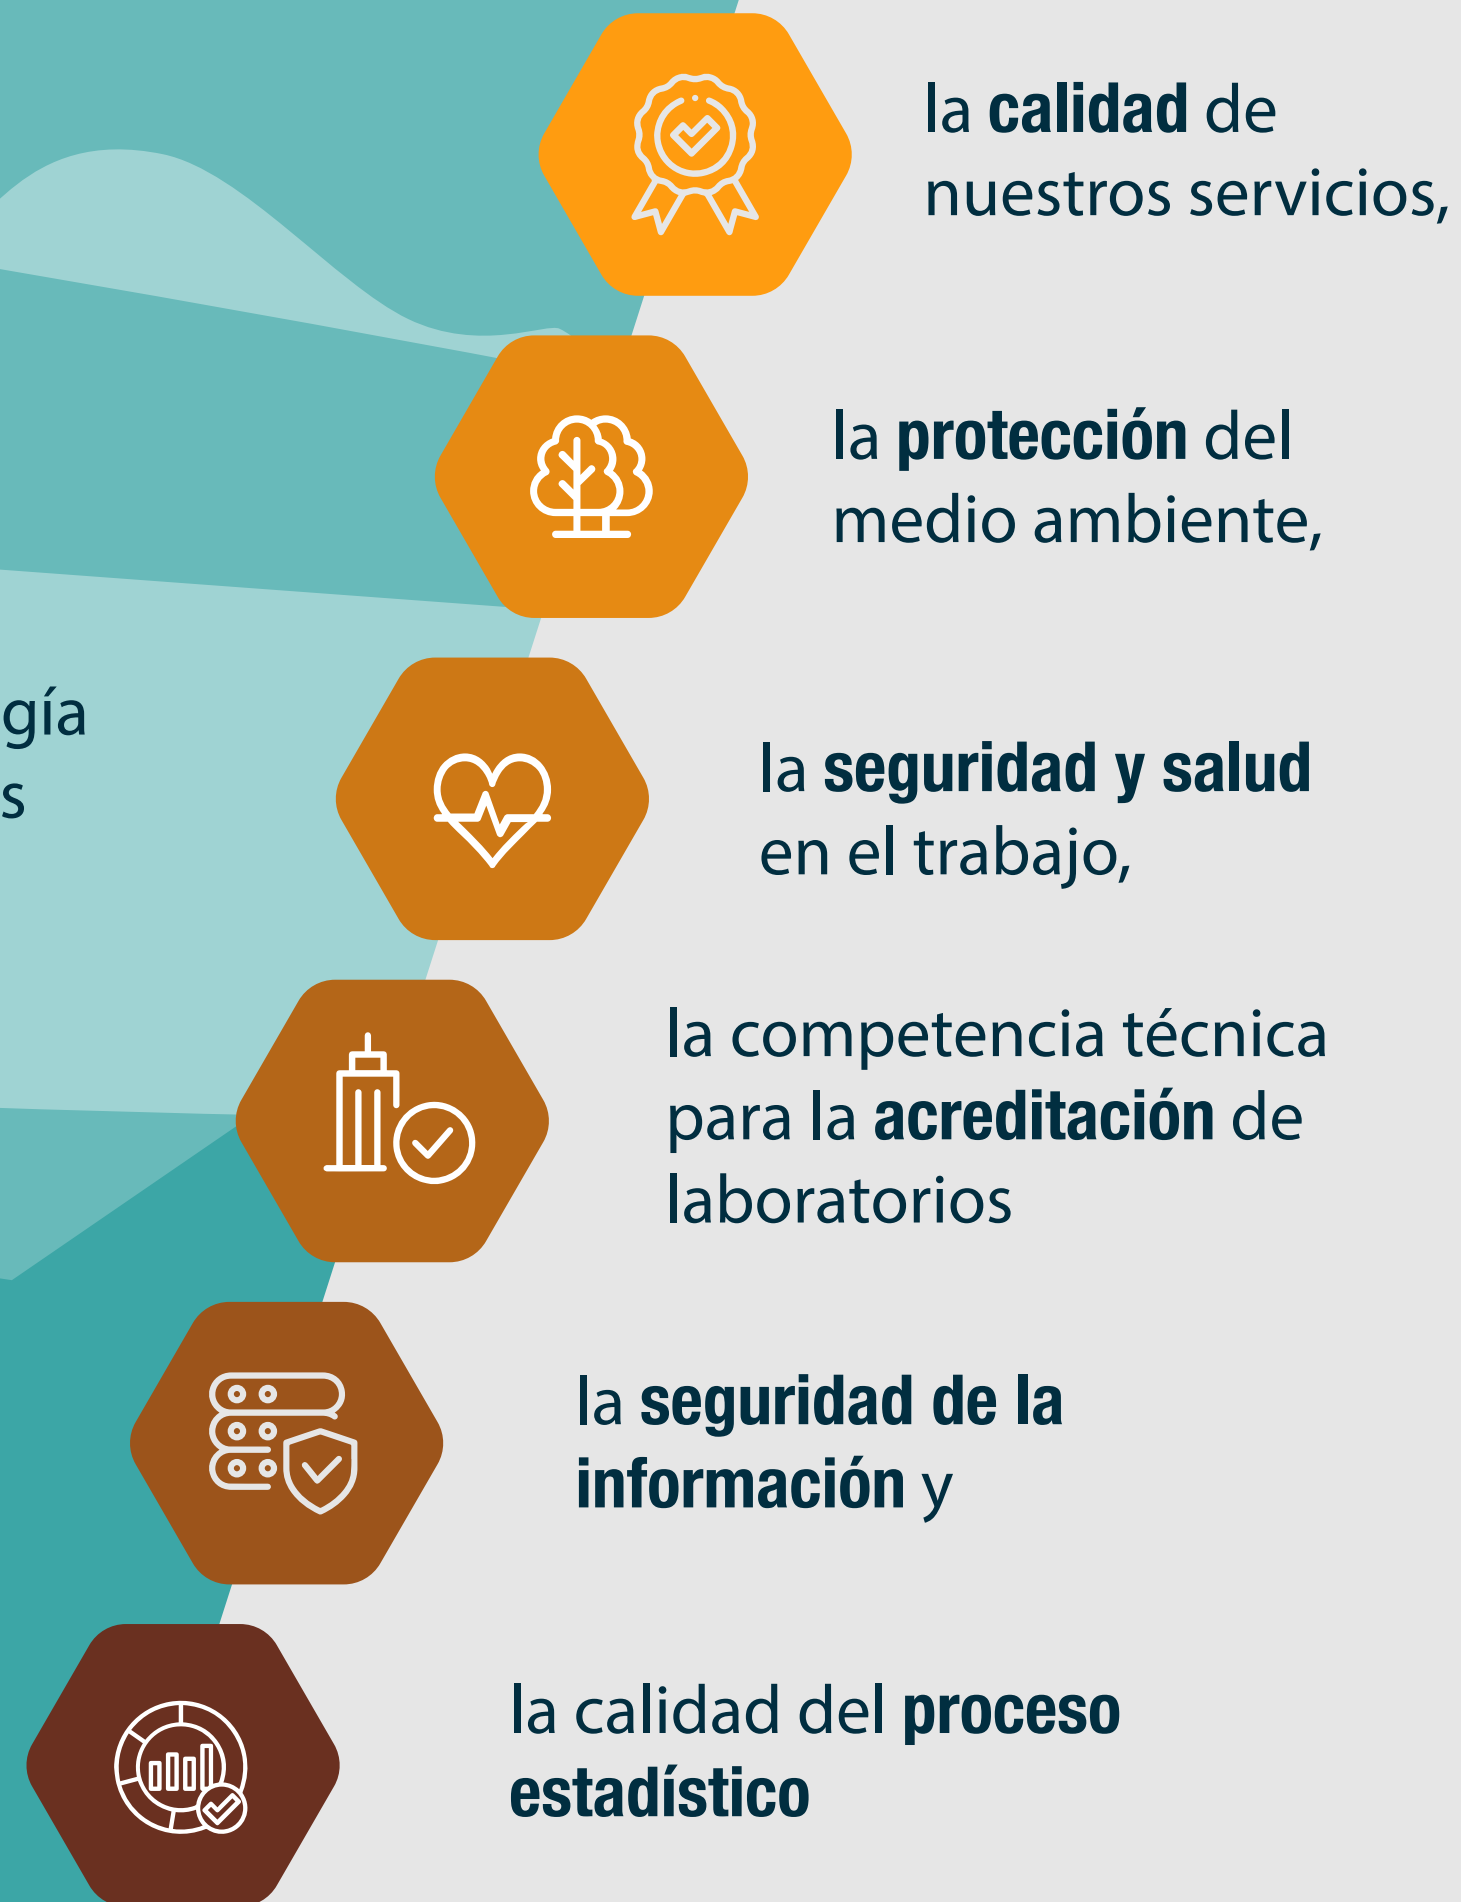 la calidad de
nuestros servicios,
la protección del
medio ambiente,
gía
s
la seguridad y salud
en el trabajo,
la competencia técnica
para la acreditación de
laboratorios
la seguridad de la
información y
la calidad del proceso
estadístico